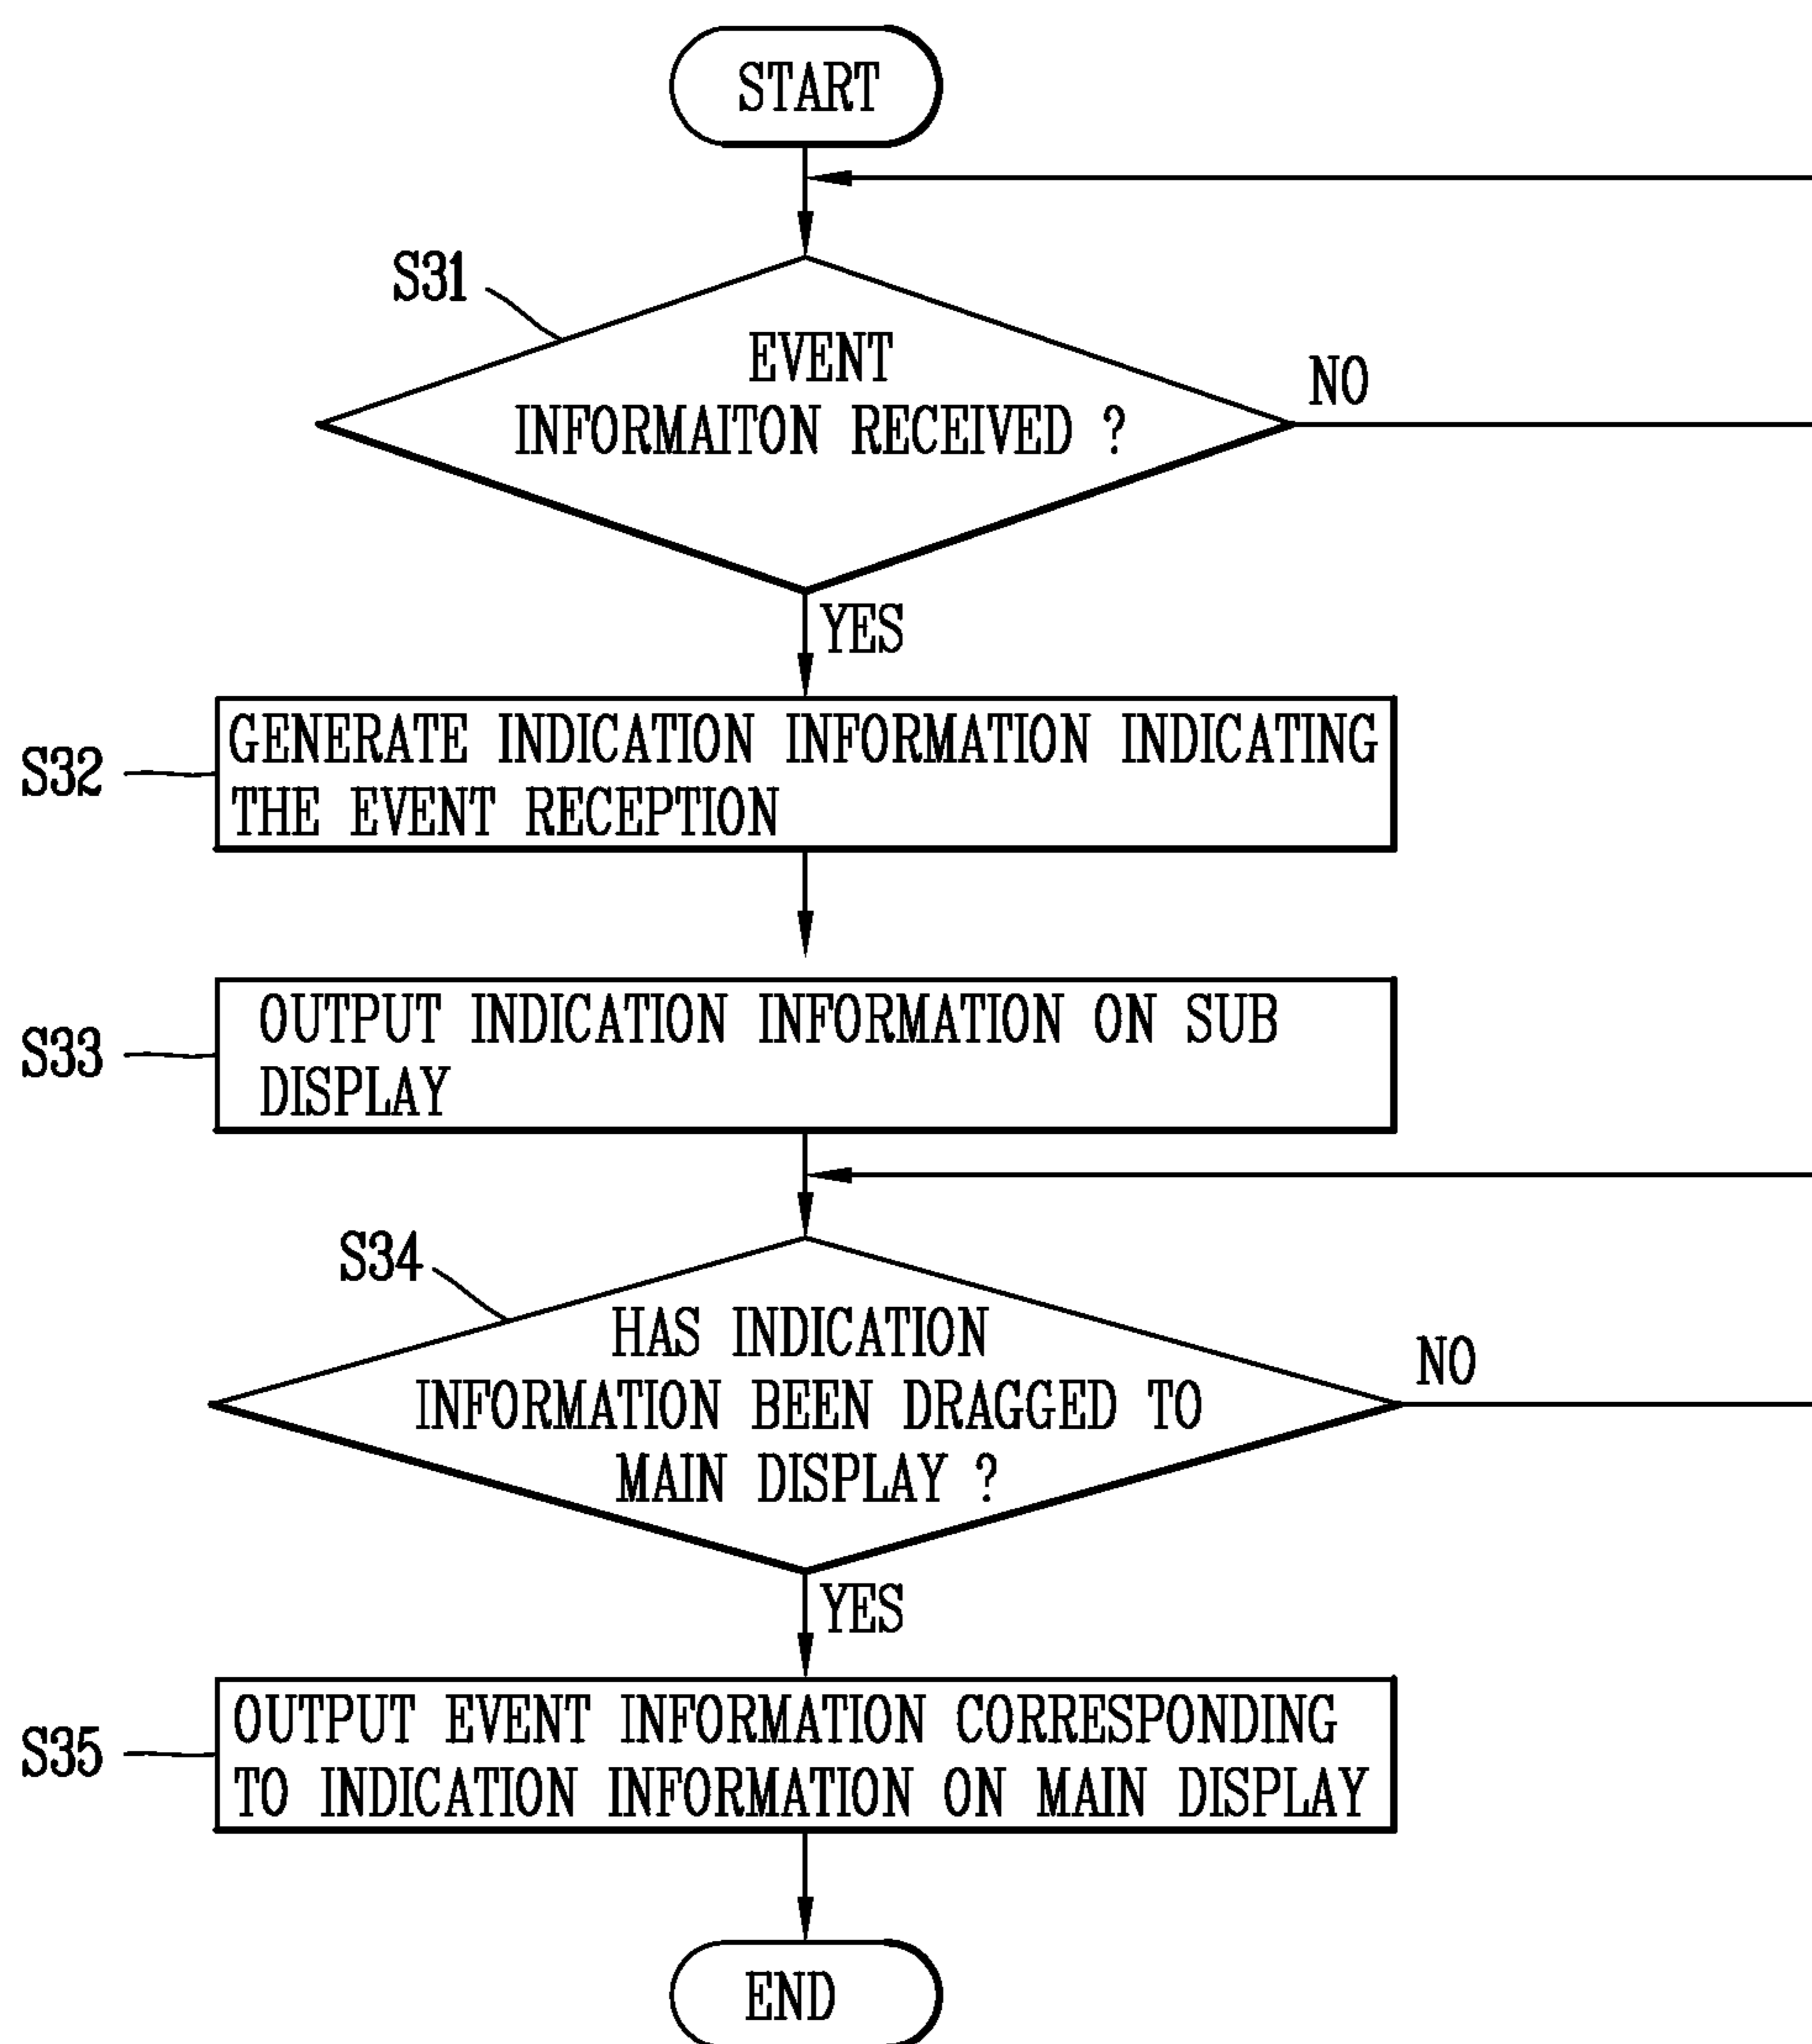 START
S31
EVENT
INFORMAITON RECEIVED ?
NO
YES
S32
GENERATE INDICATION INFORMATION INDICATING
THE EVENT RECEPTION
S33
OUTPUT INDICATION INFORMATION ON SUB
DISPLAY
S34
HAS INDICATION
INFORMATION BEEN DRAGGED TO
MAIN DISPLAY ?
NO
YES
S35
OUTPUT EVENT INFORMATION CORRESPONDING
TO INDICATION INFORMATION ON MAIN DISPLAY
END